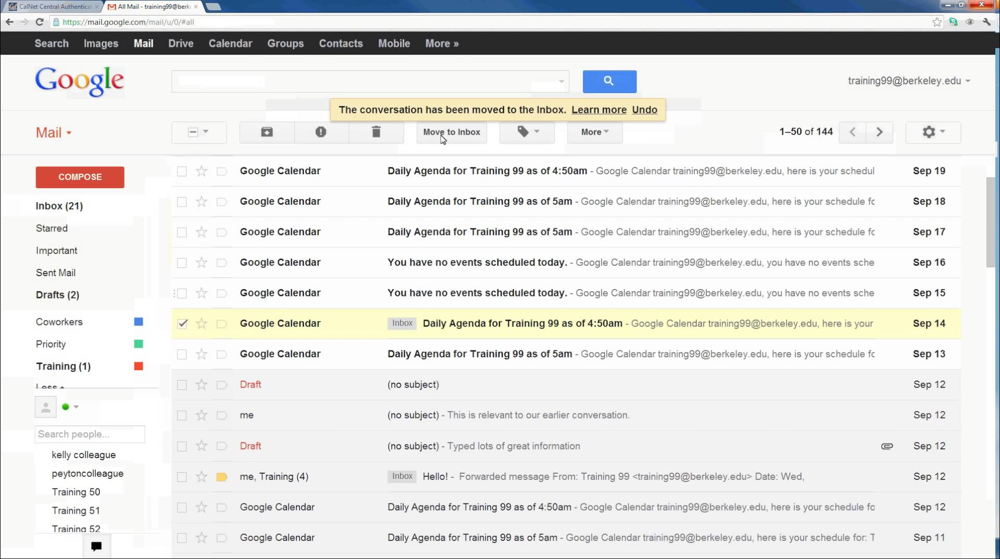 CalNet Central Authentica
All Mail - training99@berk
https://mail.google.com/mail/u/0/#all
Search Images Mail Drive Calendar Groups Contacts Mobile More »
Google
training99@berkeley.edu
The conversation has been moved to the Inbox. Learn more Undo
Mail
Move to Inbox
More
1–50 of 144
COMPOSE
Inbox (21)
Starred
Important
Sent Mail
Drafts (2)
Coworkers
Priority
Training (1)
Less
Search people...
kelly colleague
peytoncolleague
Training 50
Training 51
Training 52
Google Calendar Daily Agenda for Training 99 as of 4:50am - Google Calendar training99@berkeley.edu, here is your schedul Sep 19
Google Calendar Daily Agenda for Training 99 as of 5am - Google Calendar training99@berkeley.edu, here is your schedule fc Sep 18
Google Calendar Daily Agenda for Training 99 as of 5am - Google Calendar training99@berkeley.edu, here is your schedule fc Sep 17
Google Calendar You have no events scheduled today. - Google Calendar training99@berkeley.edu, you have no events sche Sep 16
Google Calendar You have no events scheduled today. - Google Calendar training99@berkeley.edu, you have no events sche Sep 15
Google Calendar Inbox Daily Agenda for Training 99 as of 4:50am - Google Calendar training99@berkeley.edu, here is your Sep 14
Google Calendar Daily Agenda for Training 99 as of 5am - Google Calendar training99@berkeley.edu, here is your schedule fc Sep 13
Draft (no subject) Sep 12
me (no subject) - This is relevant to our earlier conversation. Sep 12
Draft (no subject) - Typed lots of great information Sep 12
me, Training (4) Inbox Hello! - Forwarded message From: Training 99 <training99@berkeley.edu> Date: Wed, Sep 12
Google Calendar Daily Agenda for Training 99 as of 4:50am - Google Calendar training99@berkeley.edu, here is your schedule fo Sep 12
Google Calendar Daily Agenda for Training 99 as of 5am - Google Calendar training99@berkeley.edu, here is your schedule for: T Sep 11